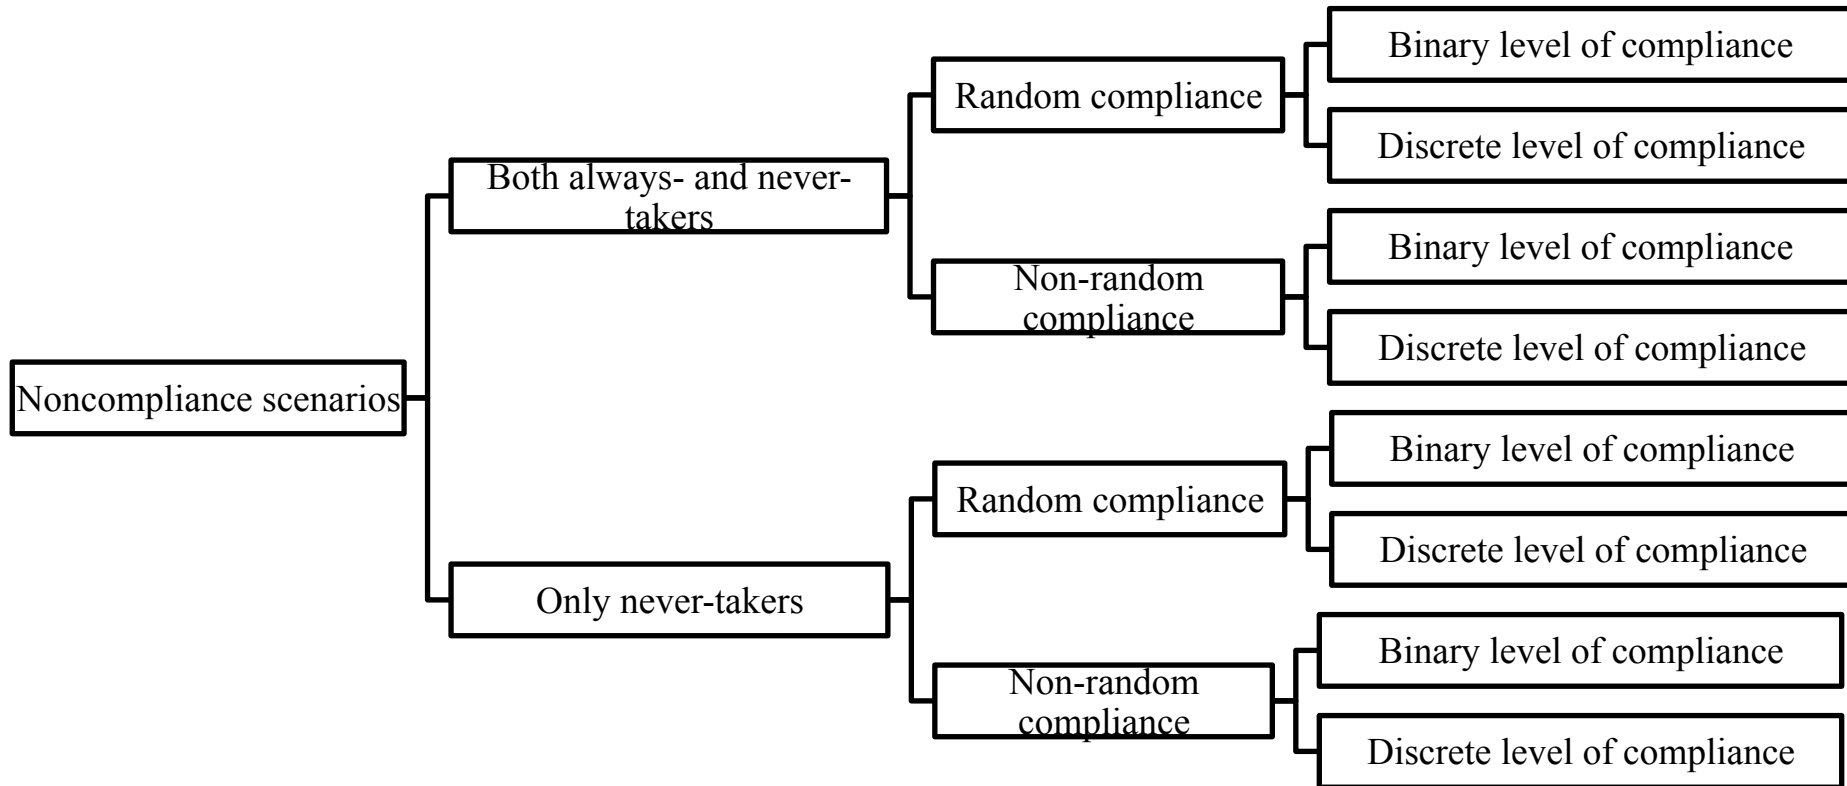 Noncompliance scenarios
Both always- and never-
takers
Random compliance
Binary level of compliance
Discrete level of compliance
Non-random
compliance
Binary level of compliance
Discrete level of compliance
Only never-takers
Random compliance
Binary level of compliance
Discrete level of compliance
Non-random
compliance
Binary level of compliance
Discrete level of compliance